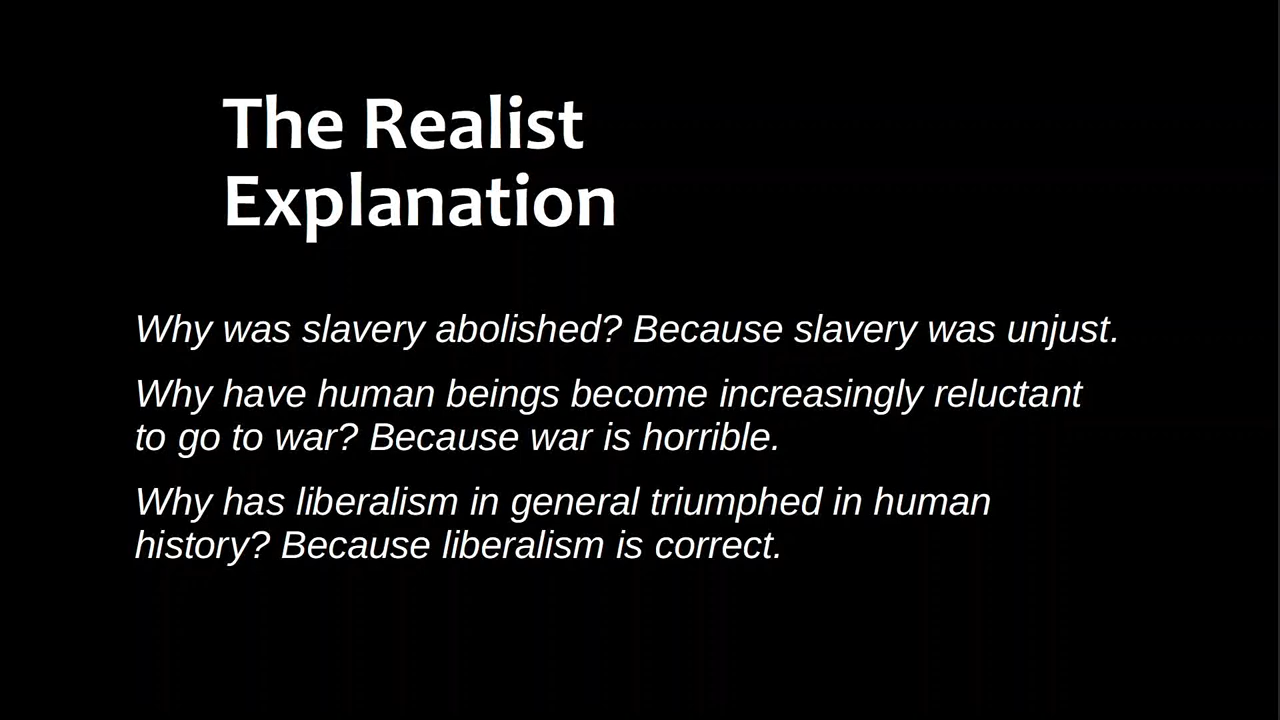 The Realist
Explanation
Why was slavery abolished? Because slavery was unjust.
Why have human beings become increasingly reluctant
to go to war? Because war is horrible.
Why has liberalism in general triumphed in human
history? Because liberalism is correct.